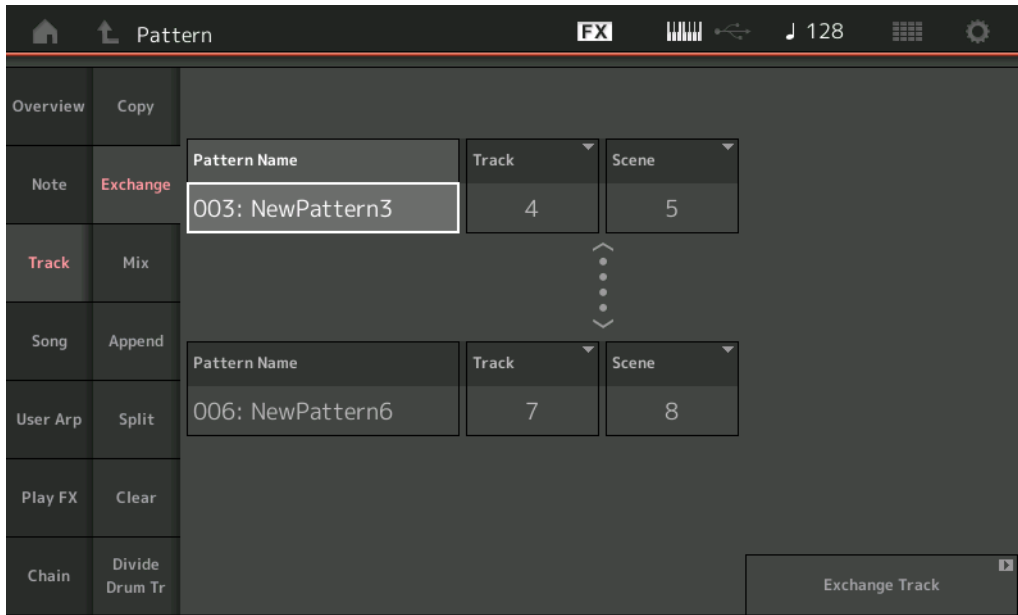 Pattern
FX
♩ 128
Overview
Copy
Note
Exchange
Track
Mix
Song
Append
User Arp
Split
Play FX
Clear
Chain
Divide
Drum Tr
Pattern Name
Track
Scene
003: NewPattern3
4
5
Pattern Name
Track
Scene
006: NewPattern6
7
8
Exchange Track